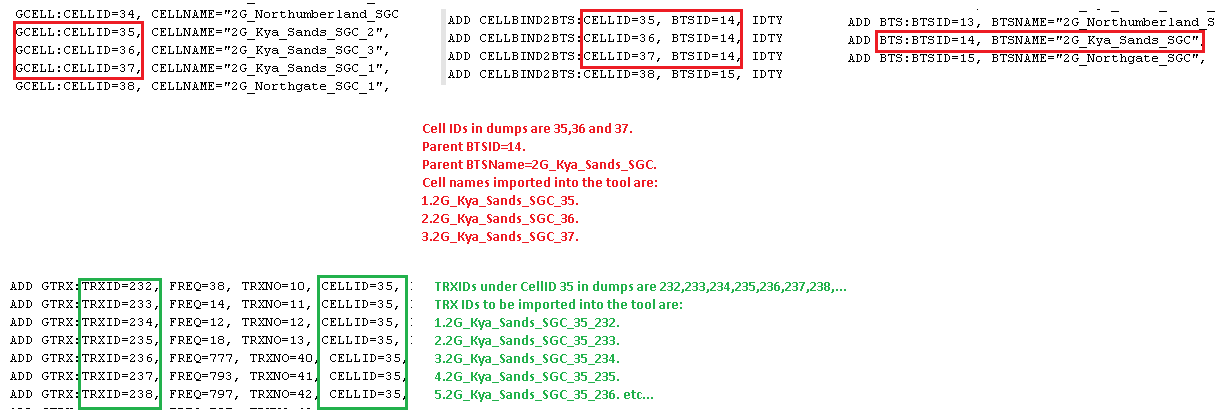 GCELL:CELLID=34, CELLNAME="2G_Northumberland_SGC
GCELL:CELLID=35, CELLNAME="2G_Kya_Sands_SGC_2",
GCELL:CELLID=36, CELLNAME="2G_Kya_Sands_SGC_3",
GCELL:CELLID=37, CELLNAME="2G_Kya_Sands_SGC_1",
GCELL:CELLID=38, CELLNAME="2G_Northgate_SGC_1",
ADD CELLBIND2BTS:CELLID=35, BTSID=14, IDTY
ADD CELLBIND2BTS:CELLID=36, BTSID=14, IDTY
ADD CELLBIND2BTS:CELLID=37, BTSID=14, IDTY
ADD CELLBIND2BTS:CELLID=38, BTSID=15, IDTY
ADD BTS:BTSID=13, BTSNAME="2G_Northumberland_S
ADD BTS:BTSID=14, BTSNAME="2G_Kya_Sands_SGC",
ADD BTS:BTSID=15, BTSNAME="2G_Northgate_SGC",
Cell IDs in dumps are 35,36 and 37.
Parent BTSID=14.
Parent BTSName=2G_Kya_Sands_SGC.
Cell names imported into the tool are:
1.2G_Kya_Sands_SGC_35.
2.2G_Kya_Sands_SGC_36.
3.2G_Kya_Sands_SGC_37.
ADD GTRX:TRXID=232, FREQ=38, TRXNO=10, CELLID=35,
ADD GTRX:TRXID=233, FREQ=14, TRXNO=11, CELLID=35,
ADD GTRX:TRXID=234, FREQ=12, TRXNO=12, CELLID=35,
ADD GTRX:TRXID=235, FREQ=18, TRXNO=13, CELLID=35,
ADD GTRX:TRXID=236, FREQ=777, TRXNO=40, CELLID=35,
ADD GTRX:TRXID=237, FREQ=793, TRXNO=41, CELLID=35,
ADD GTRX:TRXID=238, FREQ=797, TRXNO=42, CELLID=35,
TRXIDs under CellID 35 in dumps are 232,233,234,235,236,237,238,...
TRX IDs to be imported into the tool are:
1.2G_Kya_Sands_SGC_35_232.
2.2G_Kya_Sands_SGC_35_233.
3.2G_Kya_Sands_SGC_35_234.
4.2G_Kya_Sands_SGC_35_235.
5.2G_Kya_Sands_SGC_35_236. etc...